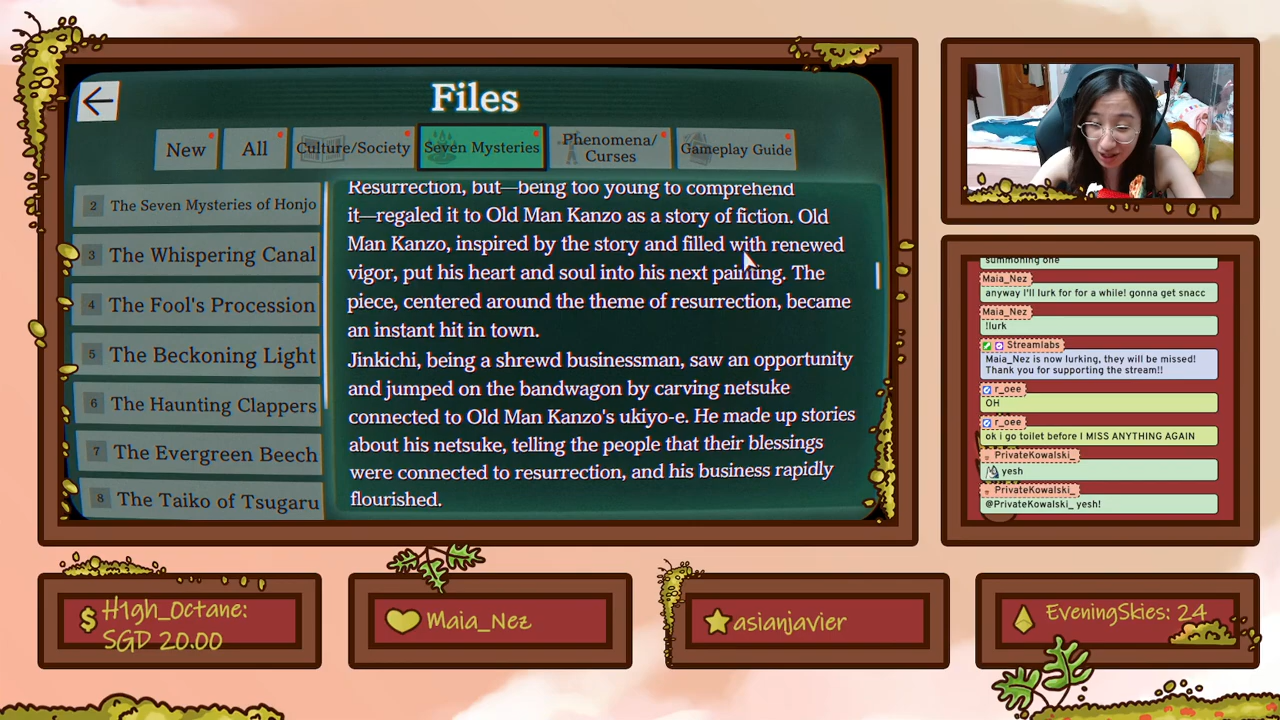 Files
New
All
Culture/Society
Seven Mysteries
Phenomena/
Curses
Gameplay Guide
2 The Seven Mysteries of Honjo
3 The Whispering Canal
4 The Fool's Procession
5 The Beckoning Light
6 The Haunting Clappers
7 The Evergreen Beech
8 The Taiko of Tsugaru
Resurrection, but—being too young to comprehend
it—regaled it to Old Man Kanzo as a story of fiction. Old
Man Kanzo, inspired by the story and filled with renewed
vigor, put his heart and soul into his next painting. The
piece, centered around the theme of resurrection, became
an instant hit in town.
Jinkichi, being a shrewd businessman, saw an opportunity
and jumped on the bandwagon by carving netsuke
connected to Old Man Kanzo's ukiyo-e. He made up stories
about his netsuke, telling the people that their blessings
were connected to resurrection, and his business rapidly
flourished.
summoning one
Maia_Nez
anyway I'll lurk for for a while! gonna get snacc
Maia_Nez
!lurk
Streamlabs
Maia_Nez is now lurking, they will be missed!
Thank you for supporting the stream!!
r_oee
OH
r_oee
ok i go toilet before I MISS ANYTHING AGAIN
PrivateKowalski_
yesh
PrivateKowalski_
@PrivateKowalski_ yesh!
$ H1gh_Octane:
SGD 20.00
Maia_Nez
asianjavier
EveningSkies: 24